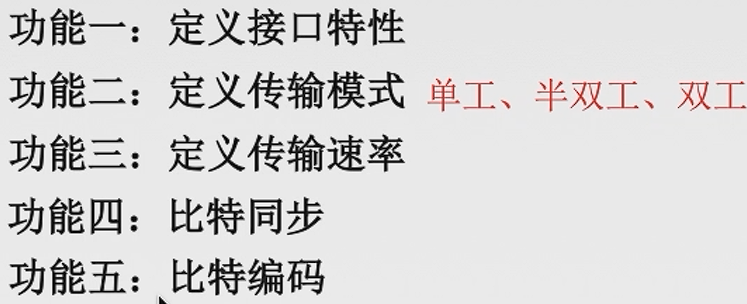 功能一：定义接口特性
功能二：定义传输模式 单工、半双工、双工
功能三：定义传输速率
功能四：比特同步
功能五：比特编码